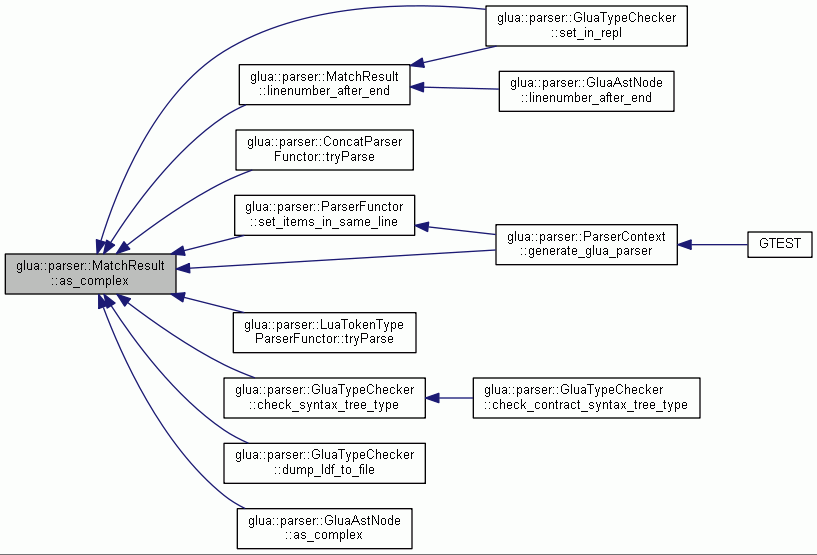 glua::parser::GluaTypeChecker
::set_in_repl
glua::parser::MatchResult
::linenumber_after_end
glua::parser::GluaAstNode
::linenumber_after_end
glua::parser::ConcatParser
Functor::tryParse
glua::parser::ParserFunctor
::set_items_in_same_line
glua::parser::ParserContext
::generate_glua_parser
GTEST
glua::parser::MatchResult
::as_complex
glua::parser::LuaTokenType
ParserFunctor::tryParse
glua::parser::GluaTypeChecker
::check_syntax_tree_type
glua::parser::GluaTypeChecker
::check_contract_syntax_tree_type
glua::parser::GluaTypeChecker
::dump_ldf_to_file
glua::parser::GluaAstNode
::as_complex